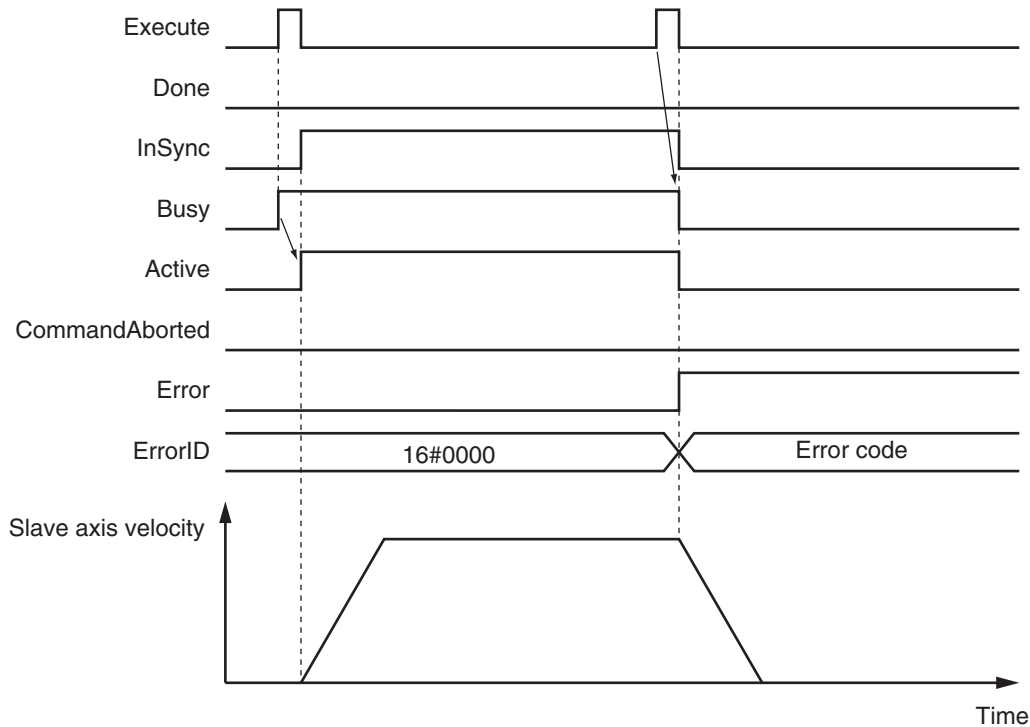 Execute
Done
InSync
Busy
Active
CommandAborted
Error
ErrorID
16#0000
Error code
Slave axis velocity
Time